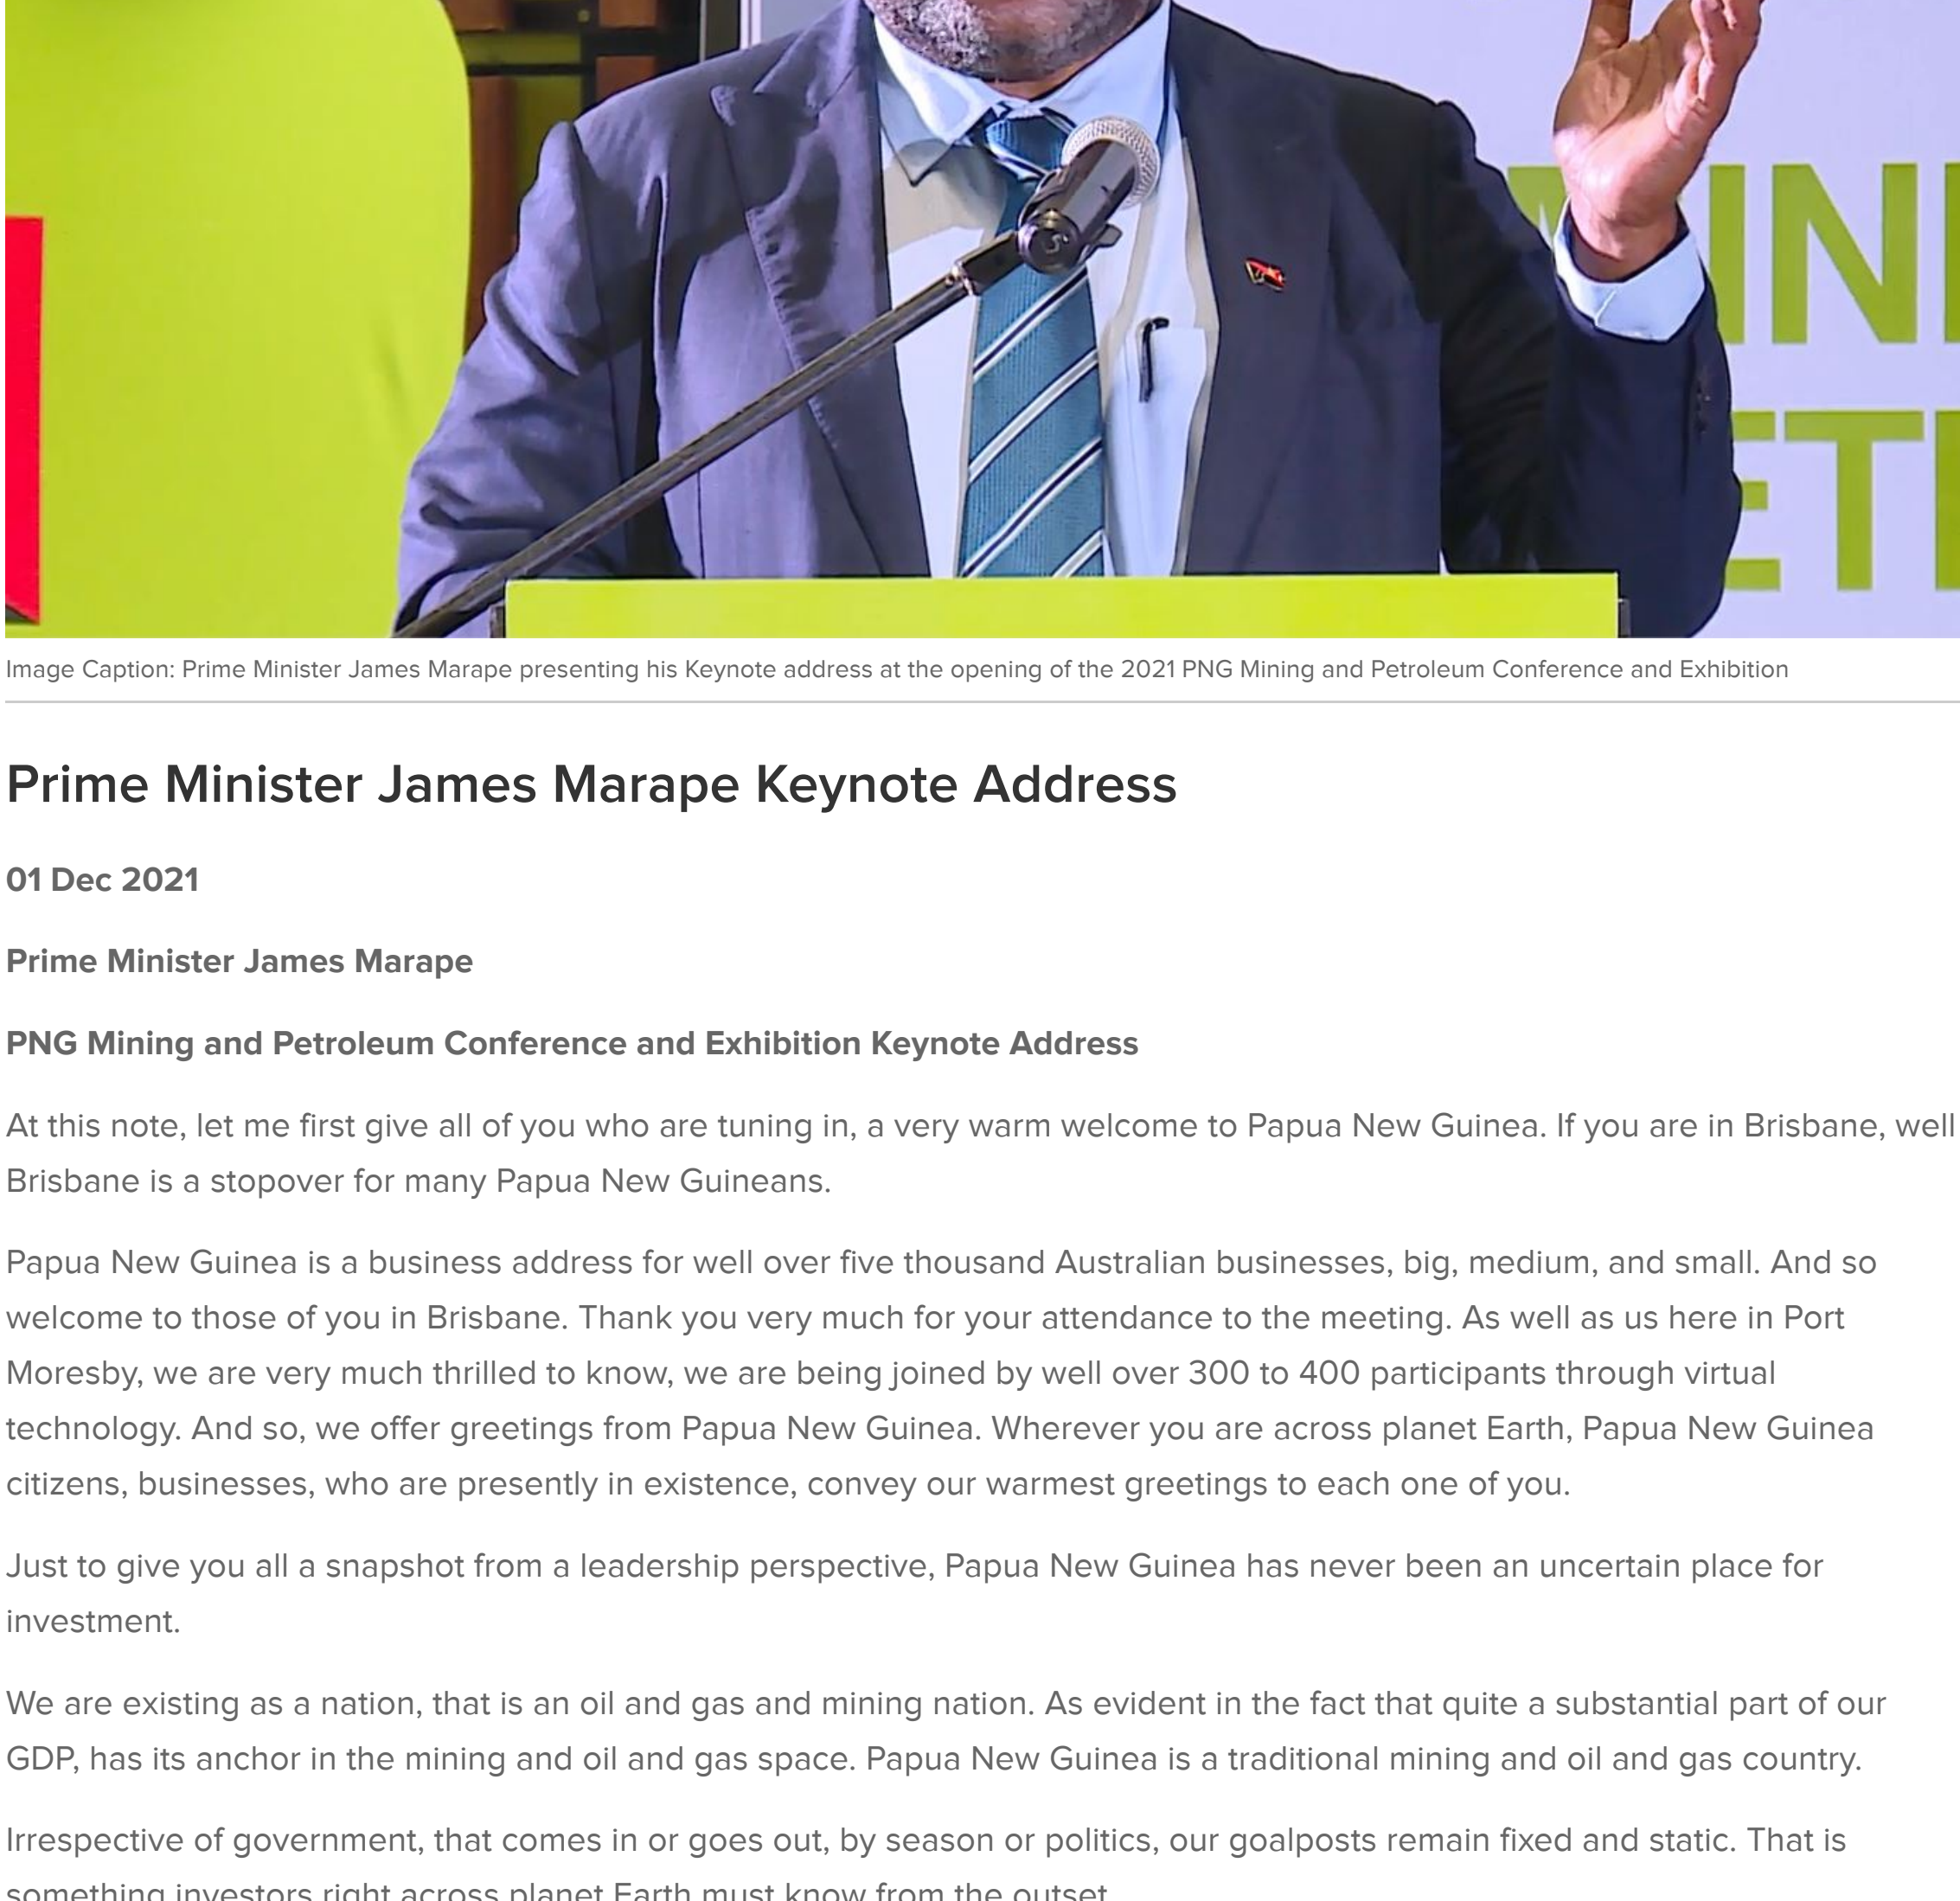 INI
ETI
Image Caption: Prime Minister James Marape presenting his Keynote address at the opening of the 2021 PNG Mining and Petroleum Conference and Exhibition
Prime Minister James Marape Keynote Address
01 Dec 2021
Prime Minister James Marape
PNG Mining and Petroleum Conference and Exhibition Keynote Address
At this note, let me first give all of you who are tuning in, a very warm welcome to Papua New Guinea. If you are in Brisbane, well
Brisbane is a stopover for many Papua New Guineans.
Papua New Guinea is a business address for well over five thousand Australian businesses, big, medium, and small. And so
welcome to those of you in Brisbane. Thank you very much for your attendance to the meeting. As well as us here in Port
Moresby, we are very much thrilled to know, we are being joined by well over 300 to 400 participants through virtual
technology. And so, we offer greetings from Papua New Guinea. Wherever you are across planet Earth, Papua New Guinea
citizens, businesses, who are presently in existence, convey our warmest greetings to each one of you.
Just to give you all a snapshot from a leadership perspective, Papua New Guinea has never been an uncertain place for
investment.
We are existing as a nation, that is an oil and gas and mining nation. As evident in the fact that quite a substantial part of our
GDP, has its anchor in the mining and oil and gas space. Papua New Guinea is a traditional mining and oil and gas country.
Irrespective of government, that comes in or goes out, by season or politics, our goalposts remain fixed and static. That is
something investors right across planet Earth must know from the outset.